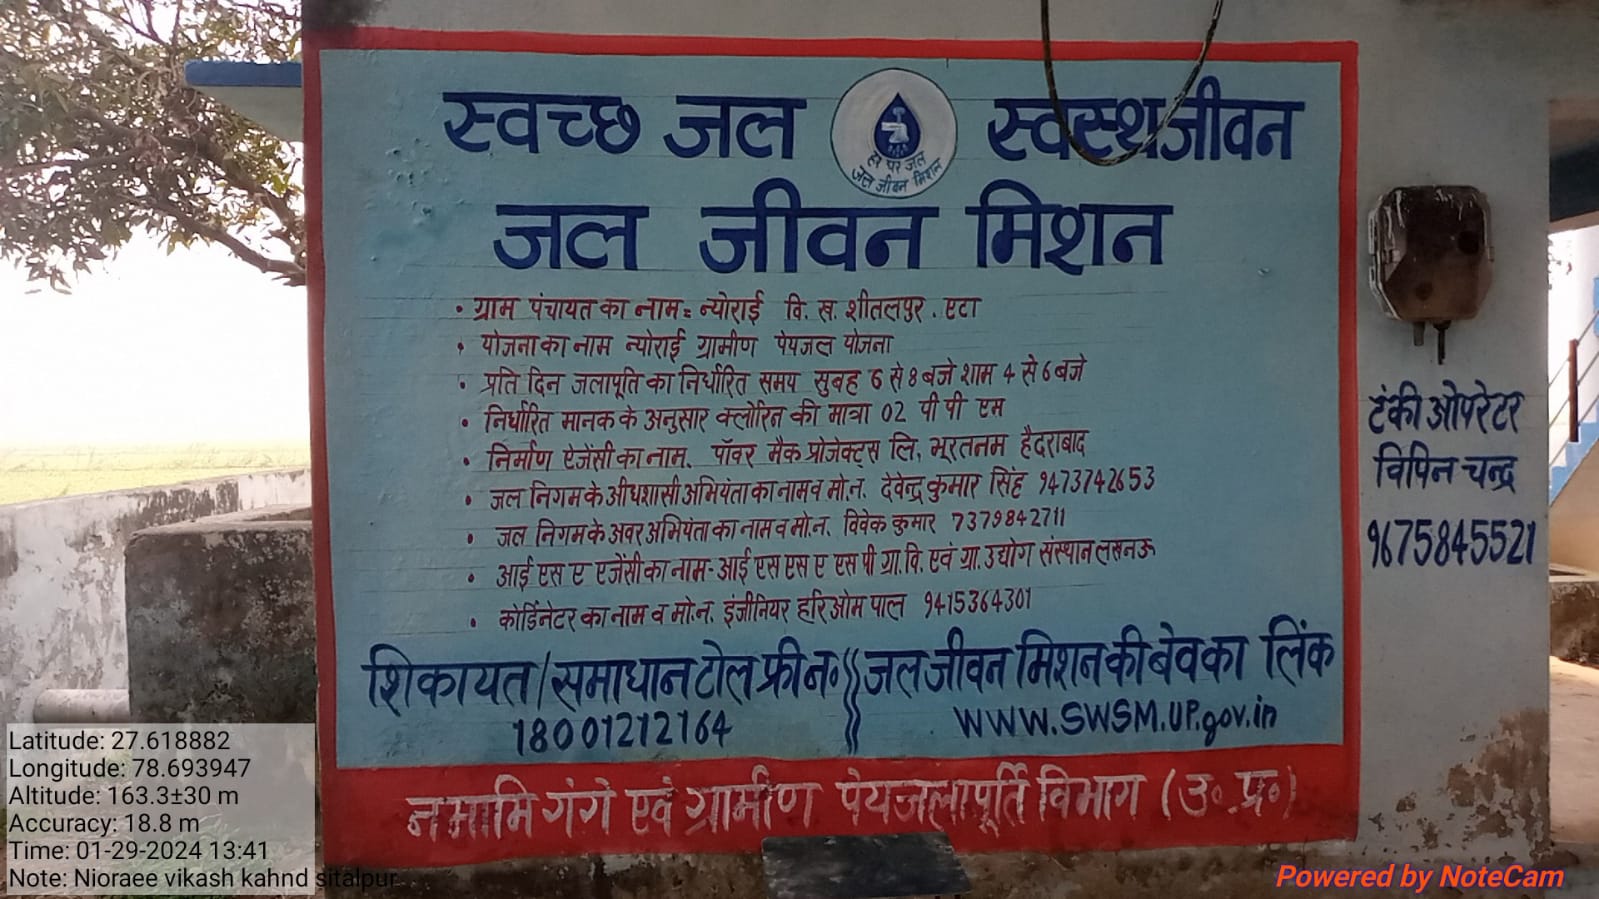 स्वच्छ जल स्वस्थ जीवन
हर घर जल
जल जीवन मिशन
जल जीवन मिशन
• ग्राम पंचायत का नाम = न्योराई वि. ख. शीतलपुर . एटा
• योजना का नाम न्योराई ग्रामीण पेयजल योजना
• प्रति दिन जलापूति का निर्धारित समय सुबह 6 से 8 बजे शाम 4 से 6 बजे
• निर्धारित मानक के अनुसार क्लोरिन की मात्रा 02 पी पी एम
• निर्माण ऐजेंसी का नाम. पॉवर मैक प्रोजेक्ट्स लि, भूरतनम हैदराबाद
• जल निगम के अधिशासी अभियंता का नाम व मो.न. देवेन्द्र कुमार सिंह 9473742653
• जल निगम के अवर अभियंता का नाम व मो.न. विवेक कुमार 7379842711
• आई एस ए एजेंसी का नाम - आई एस एस ए एस पी ग्रा.वि. एवं ग्रा. उद्योग संस्थान लखनऊ
• कोर्डिनेटर का नाम व मो.न. इंजीनियर हरिओम पाल 9415364301
शिकायत/समाधान टोल फ्री न॰ जल जीवन मिशन की बेव का लिंक
18001212164 WWW.SWSM.UP.gov.in
नमामि गंगे एवं ग्रामीण पेयजलापूर्ति विभाग (उ॰ प्र॰)
टंकी ओपरेटर
विपिन चन्द्र
9675845521
Latitude: 27.618882
Longitude: 78.693947
Altitude: 163.3±30 m
Accuracy: 18.8 m
Time: 01-29-2024 13:41
Note: Nioraee vikash kahnd sitalpur
Powered by NoteCam